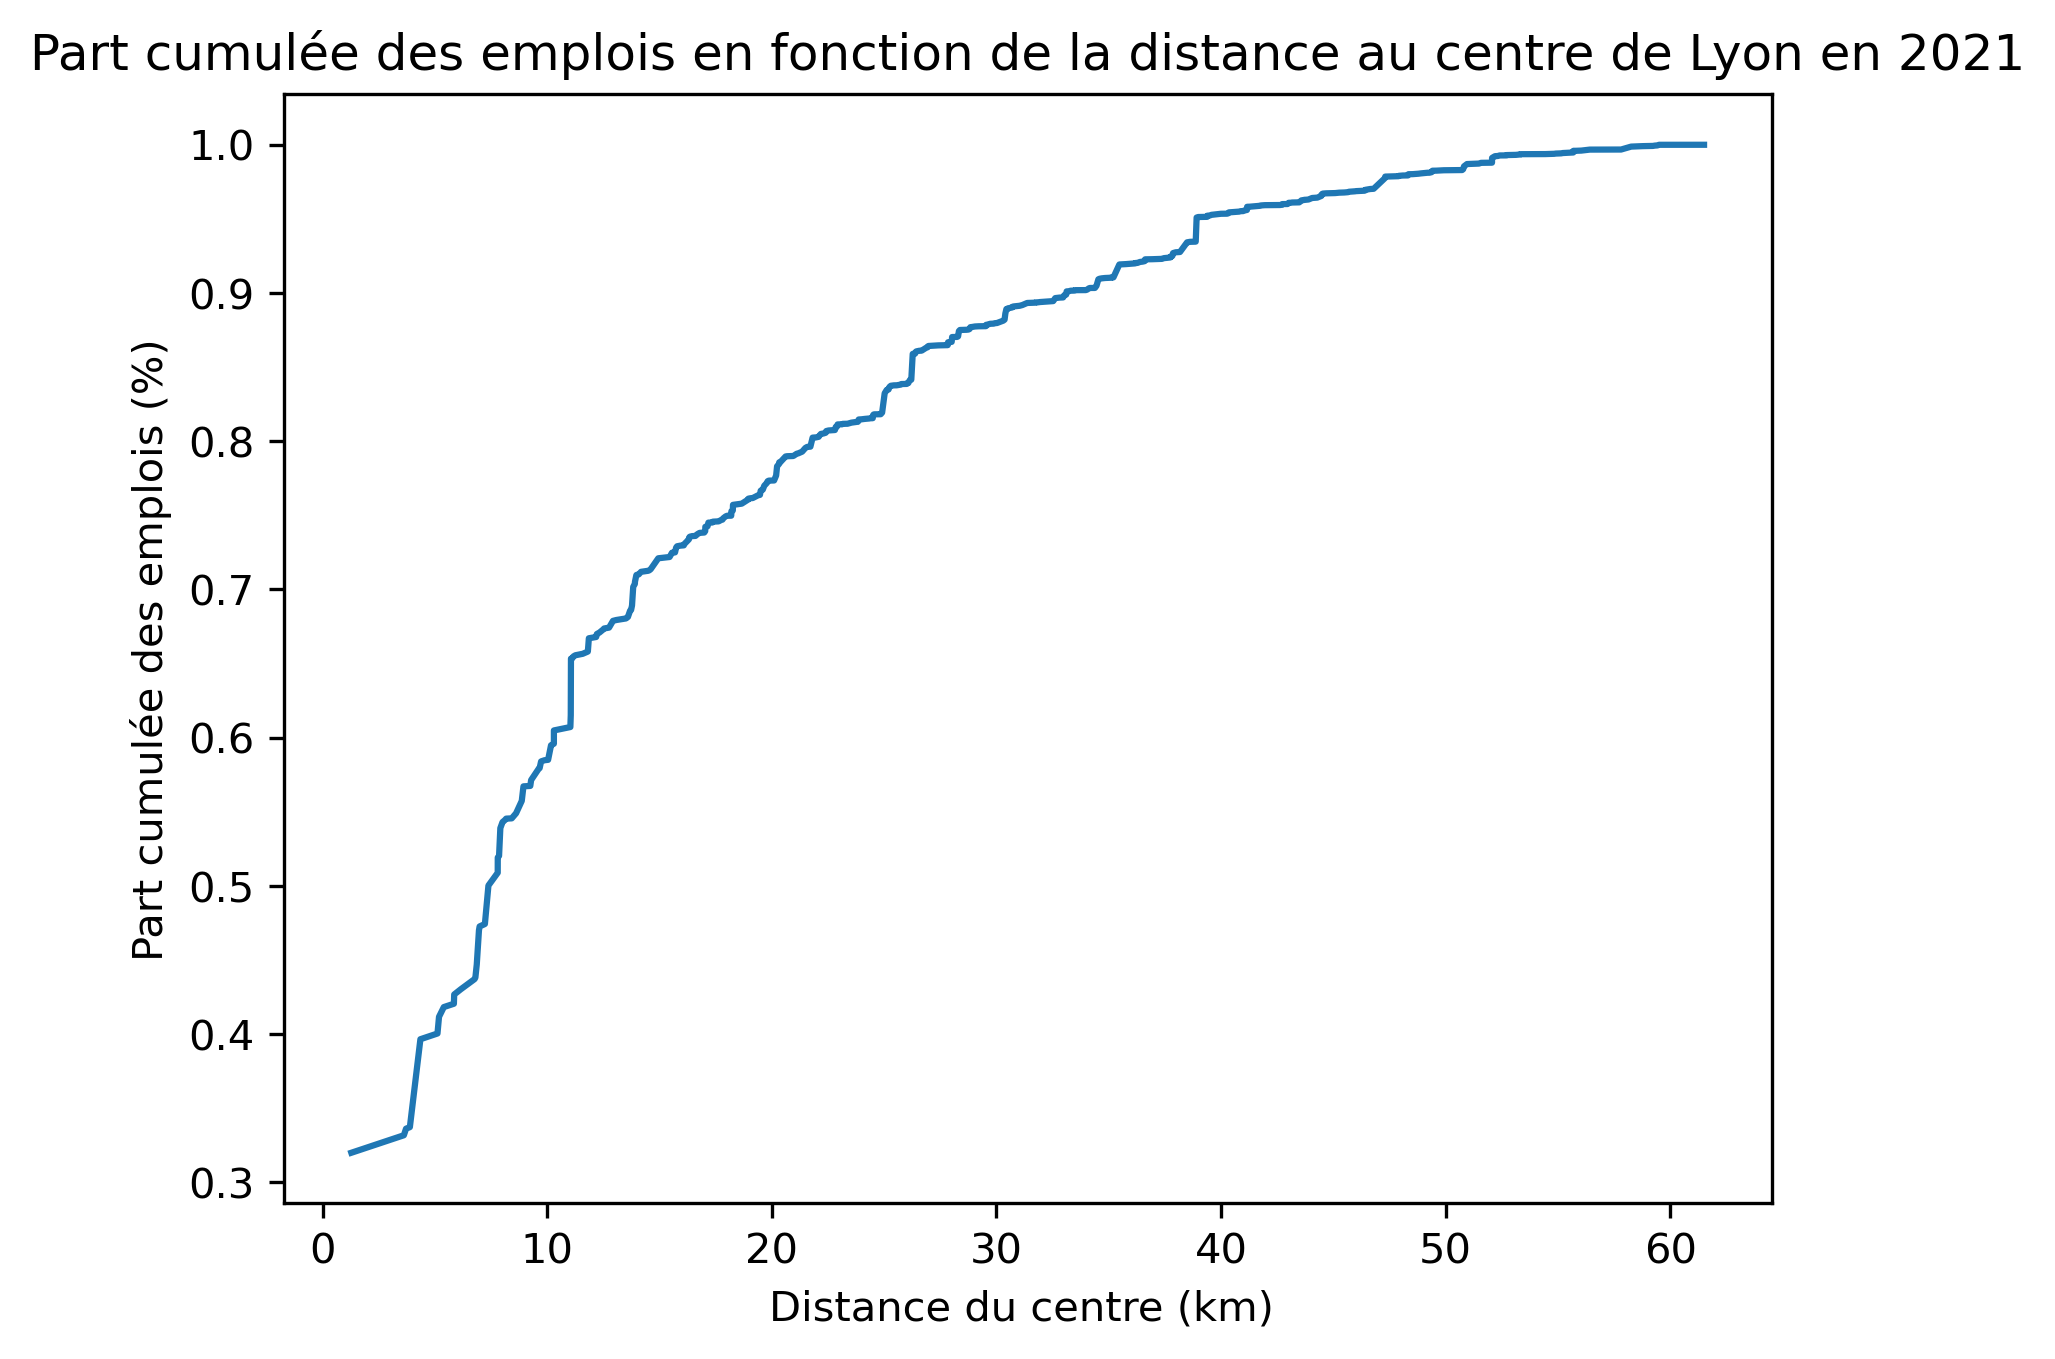 Part cumulée des emplois en fonction de la distance au centre de Lyon en 2021
Part cumulée des emplois (%)
1.0
0.9
0.8
0.7
0.6
0.5
0.4
0.3
0 10 20 30 40 50 60
Distance du centre (km)